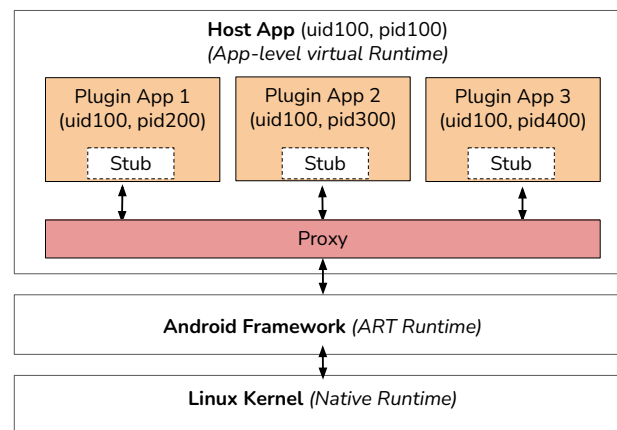 Host App (uid100, pid100)
(App-level virtual Runtime)
Plugin App 1
(uid100, pid200)
Stub
Plugin App 2
(uid100, pid300)
Stub
Plugin App 3
(uid100, pid400)
Stub
Proxy
Android Framework (ART Runtime)
Linux Kernel (Native Runtime)